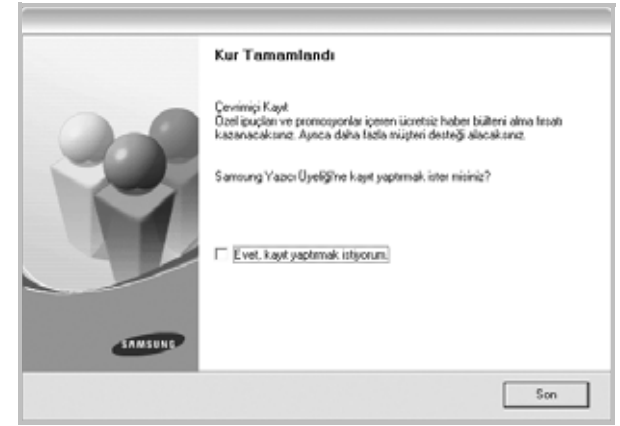 Kur Tamamlandı
Çevrimiçi Kayıt
Özel ipuçları ve promosyonlar içeren ücretsiz haber bülteni alma fırsatı
kazanacaksınız. Ayrıca daha fazla müşteri desteği alacaksınız.
Samsung Yazıcı Üyeliği'ne kayıt yaptırmak ister misiniz?
Evet, kayıt yaptırmak istiyorum.
SAMSUNG
Son